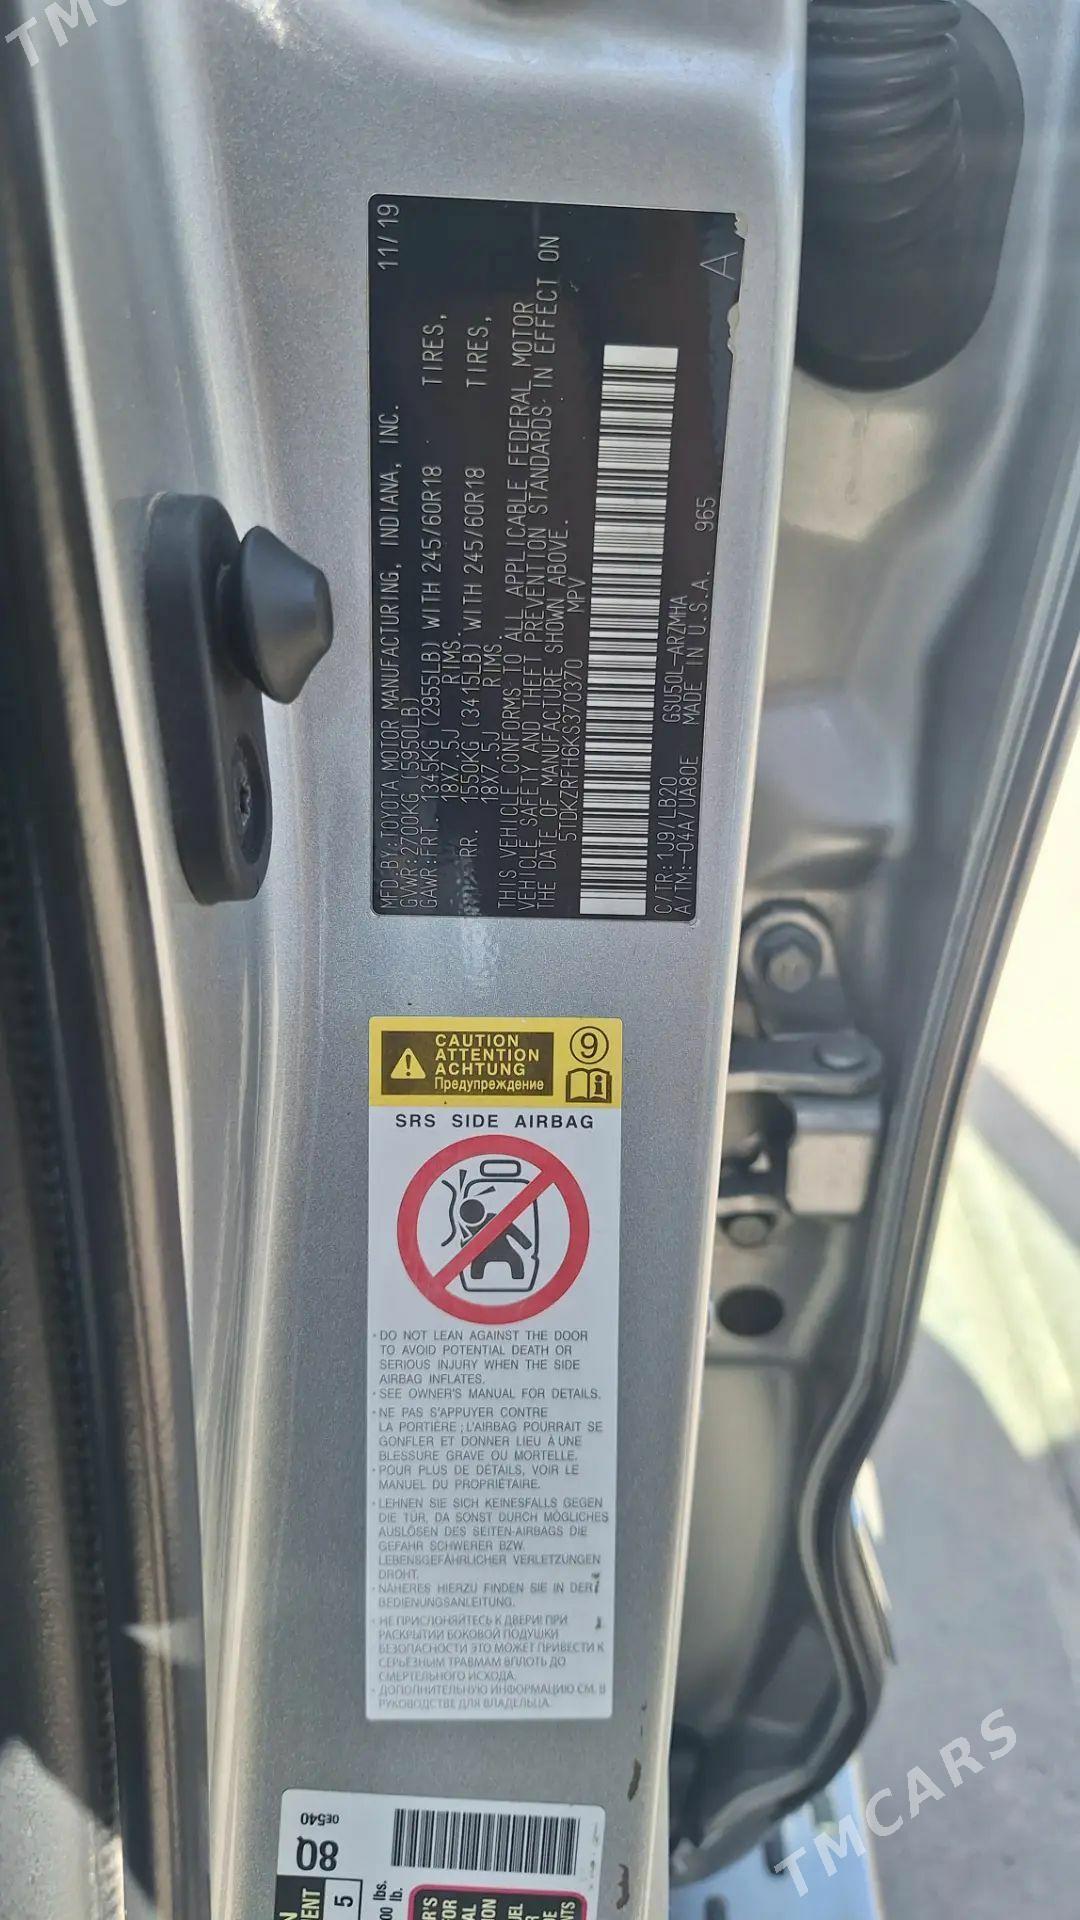 MFD.BY:TOYOTA MOTOR MANUFACTURING, INDIANA, INC. 11/19
GVWR:2700KG (5950LB)
GAWR:FRT. 1345KG (2955LB) WITH 245/60R18 TIRES,
18X7.5J RIMS.
RR. 1550KG (3415LB) WITH 245/60R18 TIRES,
18X7.5J RIMS.
THIS VEHICLE CONFORMS TO ALL APPLICABLE FEDERAL MOTOR
VEHICLE SAFETY AND THEFT PREVENTION STANDARDS IN EFFECT ON
THE DATE OF MANUFACTURE SHOWN ABOVE.
5TDKZRFH6KS370370 MPV
C/TR:1J9/LB20 GSU50L-ARZMHA
A/TM:-04A/UA80E MADE IN U.S.A. 965
A
CAUTION
ATTENTION
ACHTUNG
Предупреждение
9
SRS SIDE AIRBAG
• DO NOT LEAN AGAINST THE DOOR
TO AVOID POTENTIAL DEATH OR
SERIOUS INJURY WHEN THE SIDE
AIRBAG INFLATES.
• SEE OWNER'S MANUAL FOR DETAILS.
• NE PAS S'APPUYER CONTRE
LA PORTIÈRE ; L'AIRBAG POURRAIT SE
GONFLER ET DONNER LIEU À UNE
BLESSURE GRAVE OU MORTELLE.
• POUR PLUS DE DÉTAILS, VOIR LE
MANUEL DU PROPRIÉTAIRE.
• LEHNEN SIE SICH KEINESFALLS GEGEN
DIE TÜR, DA SONST DURCH MÖGLICHES
AUSLÖSEN DES SEITEN-AIRBAGS DIE
GEFAHR SCHWERER BZW.
LEBENSGEFÄHRLICHER VERLETZUNGEN
DROHT.
• NÄHERES HIERZU FINDEN SIE IN DER
BEDIENUNGSANLEITUNG.
• НЕ ПРИСЛОНЯЙТЕСЬ К ДВЕРИ! ПРИ
РАСКРЫТИИ БОКОВОЙ ПОДУШКИ
БЕЗОПАСНОСТИ ЭТО МОЖЕТ ПРИВЕСТИ К
СЕРЬЕЗНЫМ ТРАВМАМ ВПЛОТЬ ДО
СМЕРТЕЛЬНОГО ИСХОДА.
• ДОПОЛНИТЕЛЬНУЮ ИНФОРМАЦИЮ СМ. В
РУКОВОДСТВЕ ДЛЯ ВЛАДЕЛЬЦА.
0E540
8Q
5
lbs.
lb.
TMCARS